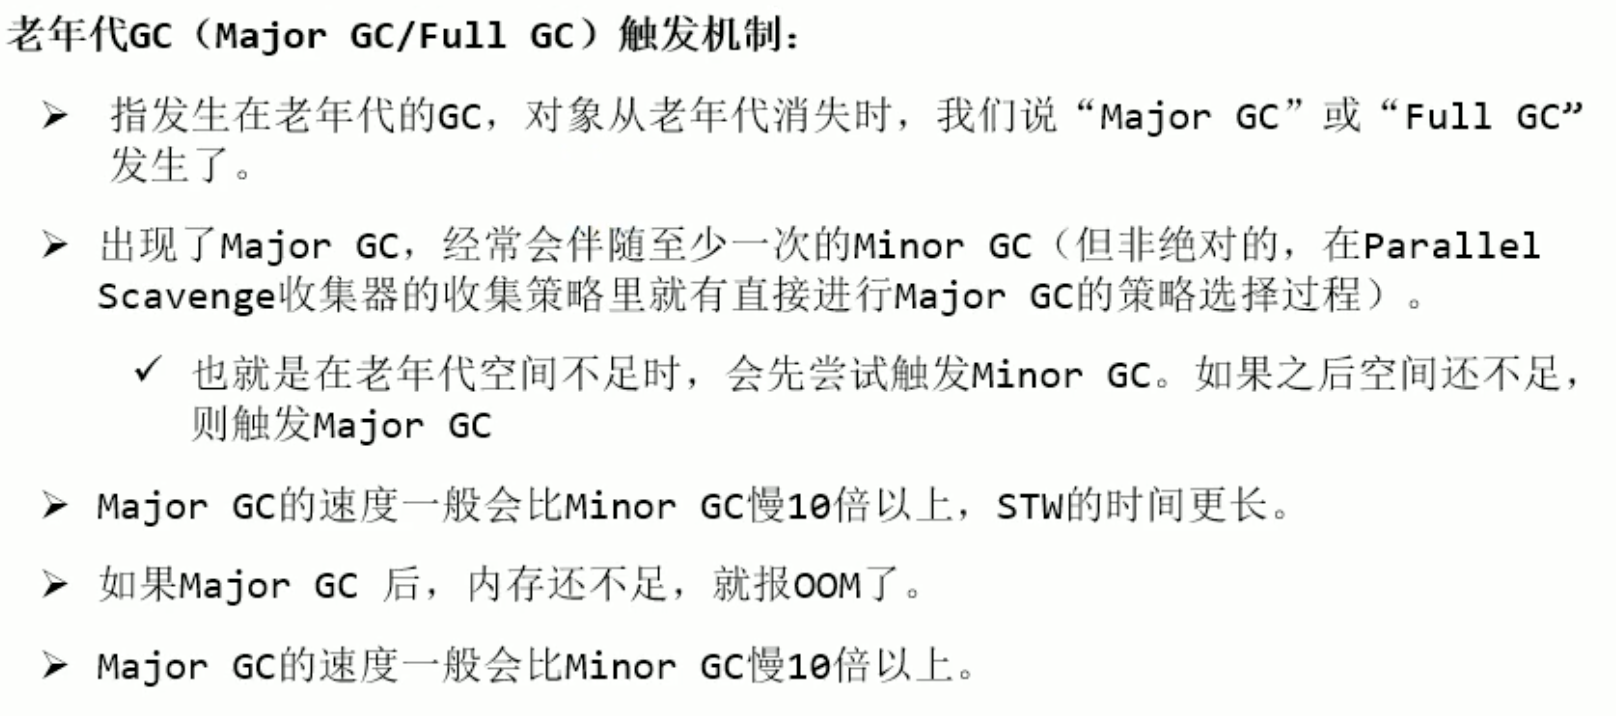 老年代GC（Major GC/Full GC）触发机制：
➢ 指发生在老年代的GC，对象从老年代消失时，我们说“Major GC”或“Full GC”
发生了。
➢ 出现了Major GC，经常会伴随至少一次的Minor GC（但非绝对的，在Parallel
Scavenge收集器的收集策略里就有直接进行Major GC的策略选择过程）。
✓ 也就是在老年代空间不足时，会先尝试触发Minor GC。如果之后空间还不足，
则触发Major GC
➢ Major GC的速度一般会比Minor GC慢10倍以上，STW的时间更长。
➢ 如果Major GC 后，内存还不足，就报OOM了。
➢ Major GC的速度一般会比Minor GC慢10倍以上。